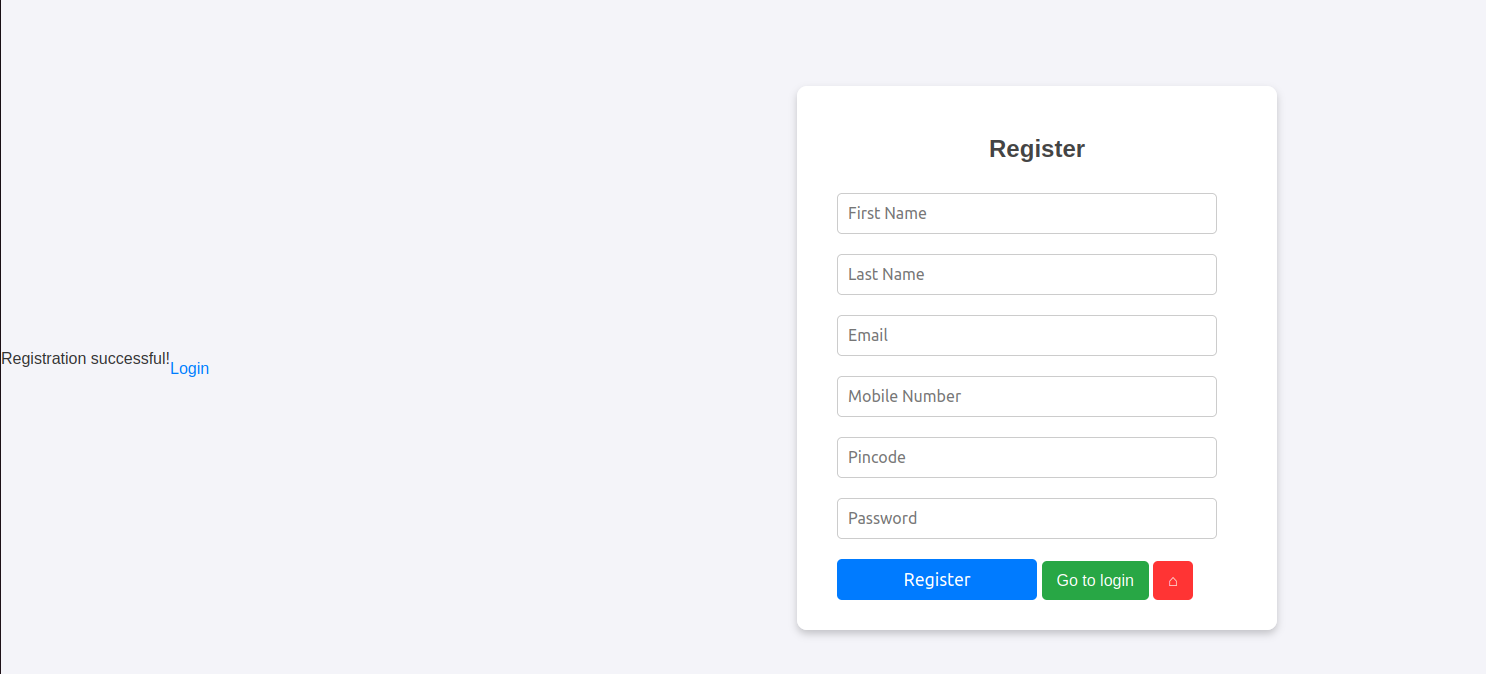 Registration successful!
Login
Register
First Name
Last Name
Email
Mobile Number
Pincode
Password
Register Go to login ⌂